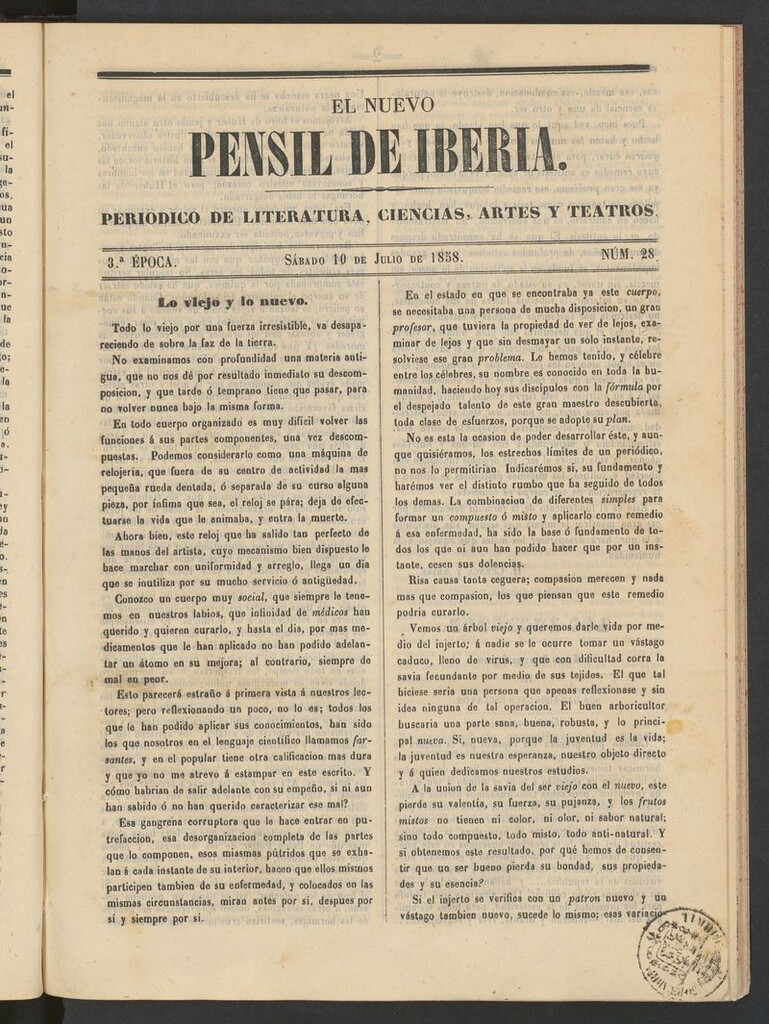 EL NUEVO
PENSIL DE IBERIA.
PERIODICO DE LITERATURA, CIENCIAS, ARTES Y TEATROS.
3.ª ÉPOCA.
SÁBADO 10 DE JULIO DE 1858.
NÚM. 28
Lo viejo y lo nuevo.
Todo lo viejo por una fuerza irresistible, va desapa-
reciendo de sobre la faz de la tierra.
No examinamos con profundidad una materia anti-
gua, que no nos dé por resultado inmediato su descom-
posicion, y que tarde ó temprano tiene que pasar, para
no volver nunca bajo la misma forma.
En todo cuerpo organizado es muy dificil volver las
funciones á sus partes componentes, una vez descom-
puestas. Podemos considerarlo como una máquina de
relojería, que fuera de su centro de actividad la mas
pequeña rueda dentada, ó separada de su curso alguna
pieza, por ínfima que sea, el reloj se pára; deja de efec-
tuarse la vida que le animaba, y entra la muerte.
Ahora bien, este reloj que ha salido tan perfecto de
las manos del artista, cuyo mecanismo bien dispuesto le
hace marchar con uniformidad y arreglo, llega un dia
que se inutiliza por su mucho servicio ó antigüedad.
Conozco un cuerpo muy social, que siempre le tene-
mos en nuestros labios, que infinidad de médicos han
querido y quieren curarlo, y hasta el dia, por mas me-
dicamentos que le han aplicado no han podido adelan-
tar un átomo en su mejora; al contrario, siempre de
mal en peor.
Esto parecerá estraño á primera vista á nuestros lec-
tores; pero reflexionando un poco, no lo es; todos los
que le han podido aplicar sus conocimientos, han sido
los que nosotros en el lenguaje científico llamamos far-
santes, y en el popular tiene otra calificacion mas dura
y que yo no me atrevo á estampar en este escrito. Y
cómo habrian de salir adelante con su empeño, si ni aun
han sabido ó no han querido caracterizar ese mal?
Esa gangrena corruptora que le hace entrar en pu-
trefaccion, esa desorganizacion completa de las partes
que lo componen, esos miasmas pútridos que se exha-
lan á cada instante de su interior, hacen que ellos mismos
participen tambien de su enfermedad, y colocados en las
mismas circunstancias, miran antes por sí, despues por
sí y siempre por sí.
En el estado en que se encontraba ya este cuerpo,
se necesitaba una persona de mucha disposicion, un gran
profesor, que tuviera la propiedad de ver de lejos, exa-
minar de lejos y que sin desmayar un solo instante, re-
solviese ese gran problema. Le hemos tenido, y célebre
entre los célebres, su nombre es conocido en toda la hu-
manidad, haciendo hoy sus discípulos con la fórmula por
el despejado talento de este gran maestro descubierta,
toda clase de esfuerzos, porque se adopte su plan.
No es esta la ocasion de poder desarrollar éste, y aun-
que quisiéramos, los estrechos límites de un periódico,
no nos lo permitirian. Indicarémos sí, su fundamento y
harémos ver el distinto rumbo que ha seguido de todos
los demas. La combinacion de diferentes simples para
formar un compuesto ó misto y aplicarlo como remedio
á esa enfermedad, ha sido la base ó fundamento de to-
dos los que ni aun han podido hacer que por un ins-
tante, cesen sus dolencias.
Risa causa tanta ceguera; compasion merecen y nada
mas que compasion, los que piensan que este remedio
podria curarlo.
Vemos un árbol viejo y queremos darle vida por me-
dio del injerto; á nadie se le ocurre tomar un vástago
caduco, lleno de virus, y que con dificultad corra la
savia fecundante por medio de sus tejidos. El que tal
hiciese seria una persona que apenas reflexionase y sin
idea ninguna de tal operacion. El buen arboricultor
buscaria una parte sana, buena, robusta, y lo princi-
pal nueva. Sí, nueva, porque la juventud es la vida;
la juventud es nuestra esperanza, nuestro objeto directo
y á quien dedicamos nuestros estudios.
A la union de la savia del ser viejo con el nuevo, este
pierde su valentía, su fuerza, su pujanza, y los frutos
mistos no tienen ni color, ni olor, ni sabor natural;
sino todo compuesto, todo misto, todo anti-natural. Y
si obtenemos este resultado, por qué hemos de consen-
tir que un ser bueno pierda su bondad, sus propieda-
des y su esencia?
Si el injerto se verifica con un patron nuevo y un
vástago tambien nuevo, sucede lo mismo; esas variacio-